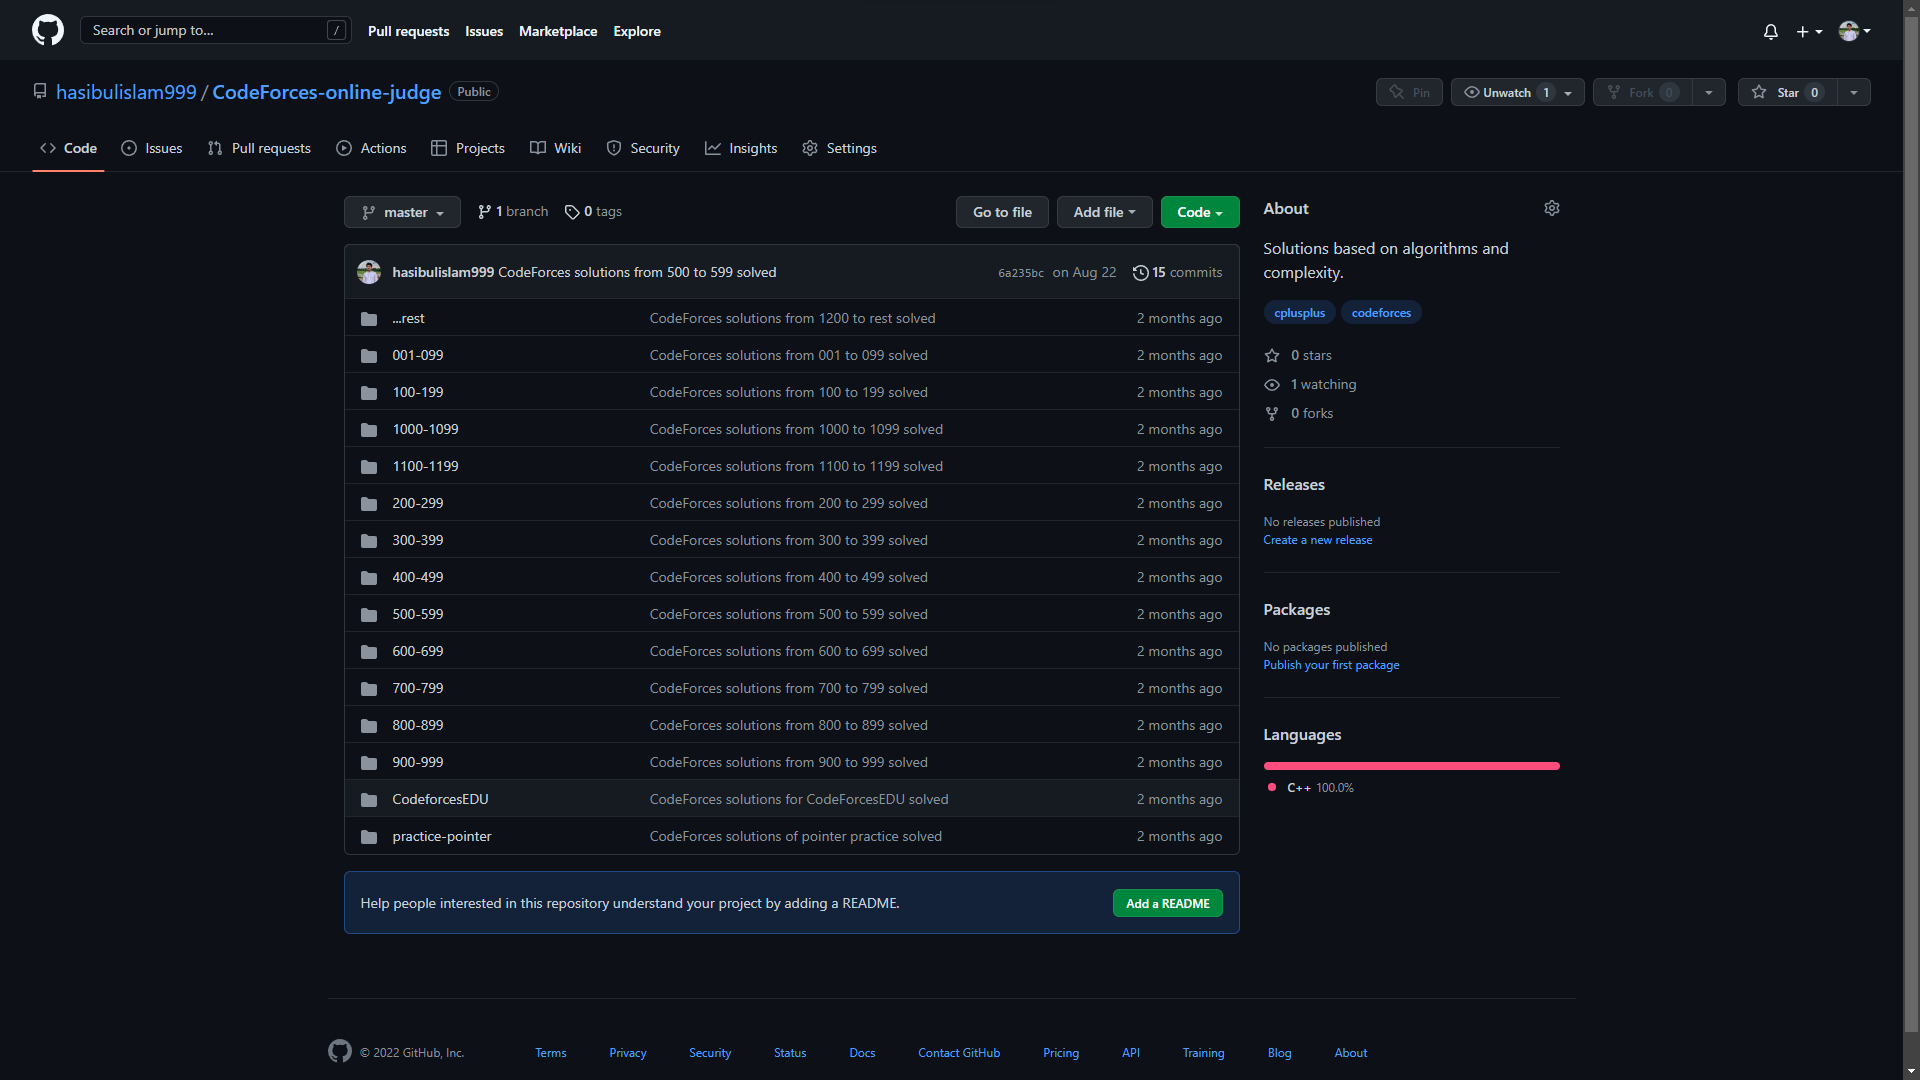 Search or jump to... /
Pull requests Issues Marketplace Explore
hasibulislam999 / CodeForces-online-judge Public
Pin Unwatch 1 Fork 0 Star 0
Code Issues Pull requests Actions Projects Wiki Security Insights Settings
master 1 branch 0 tags Go to file Add file Code
hasibulislam999 CodeForces solutions from 500 to 599 solved 6a235bc on Aug 22 15 commits
...rest CodeForces solutions from 1200 to rest solved 2 months ago
001-099 CodeForces solutions from 001 to 099 solved 2 months ago
100-199 CodeForces solutions from 100 to 199 solved 2 months ago
1000-1099 CodeForces solutions from 1000 to 1099 solved 2 months ago
1100-1199 CodeForces solutions from 1100 to 1199 solved 2 months ago
200-299 CodeForces solutions from 200 to 299 solved 2 months ago
300-399 CodeForces solutions from 300 to 399 solved 2 months ago
400-499 CodeForces solutions from 400 to 499 solved 2 months ago
500-599 CodeForces solutions from 500 to 599 solved 2 months ago
600-699 CodeForces solutions from 600 to 699 solved 2 months ago
700-799 CodeForces solutions from 700 to 799 solved 2 months ago
800-899 CodeForces solutions from 800 to 899 solved 2 months ago
900-999 CodeForces solutions from 900 to 999 solved 2 months ago
CodeforcesEDU CodeForces solutions for CodeForcesEDU solved 2 months ago
practice-pointer CodeForces solutions of pointer practice solved 2 months ago
Help people interested in this repository understand your project by adding a README. Add a README
About
Solutions based on algorithms and
complexity.
cplusplus codeforces
0 stars
1 watching
0 forks
Releases
No releases published
Create a new release
Packages
No packages published
Publish your first package
Languages
C++ 100.0%
© 2022 GitHub, Inc. Terms Privacy Security Status Docs Contact GitHub Pricing API Training Blog About